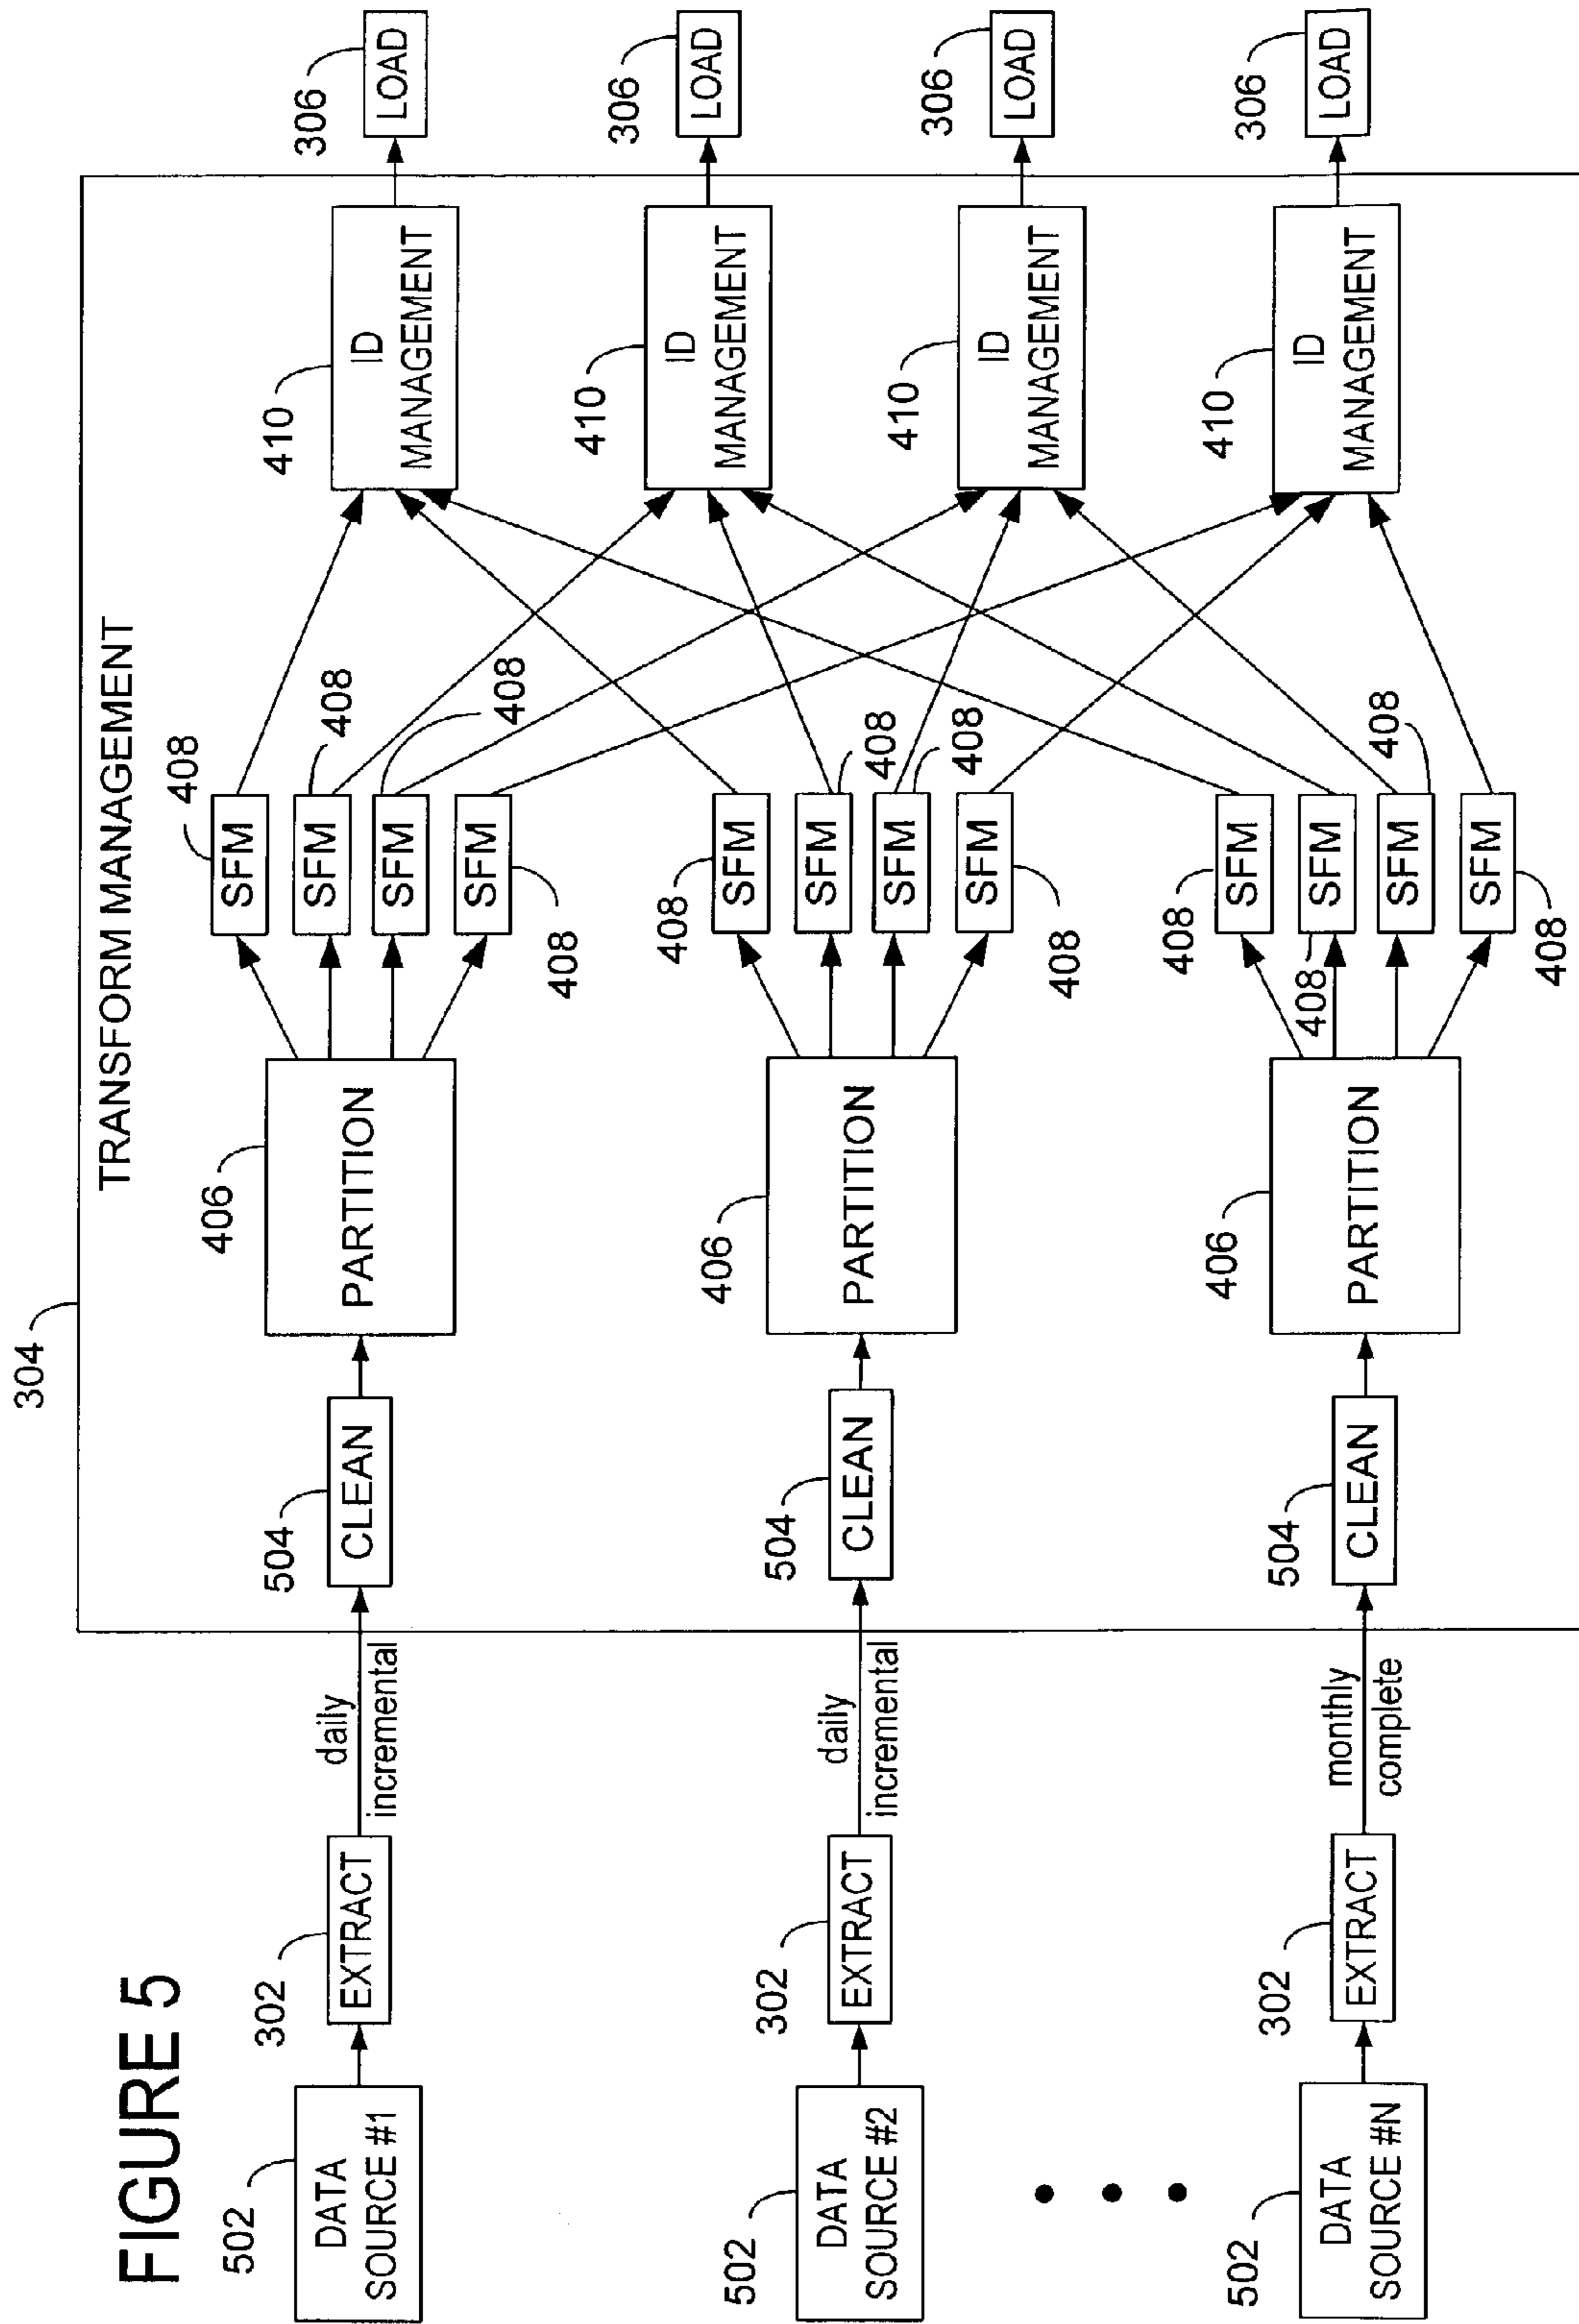 FIGURE 5
304
TRANSFORM MANAGEMENT
502
DATA
SOURCE #1
302
EXTRACT
daily
incremental
504
CLEAN
406
PARTITION
408
SFM
408
SFM
408
SFM
408
SFM
410
ID
MANAGEMENT
306
LOAD
410
ID
MANAGEMENT
306
LOAD
502
DATA
SOURCE #2
302
EXTRACT
daily
incremental
504
CLEAN
406
PARTITION
408
SFM
408
SFM
408
SFM
408
SFM
410
ID
MANAGEMENT
306
LOAD
502
DATA
SOURCE #N
302
EXTRACT
monthly
complete
504
CLEAN
406
PARTITION
408
SFM
408
SFM
408
SFM
408
SFM
410
ID
MANAGEMENT
306
LOAD